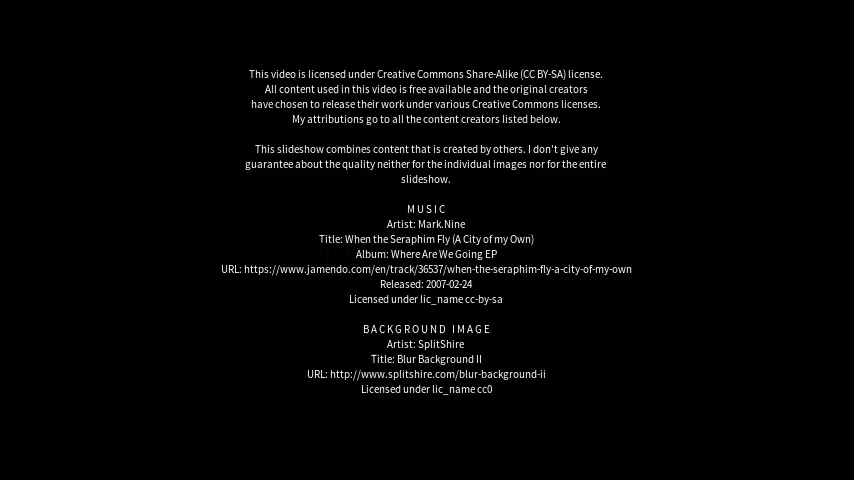 This video is licensed under Creative Commons Share-Alike (CC BY-SA) license.
All content used in this video is free available and the original creators
have chosen to release their work under various Creative Commons licenses.
My attributions go to all the content creators listed below.
This slideshow combines content that is created by others. I don't give any
guarantee about the quality neither for the individual images nor for the entire
slideshow.
MUSIC
Artist: Mark.Nine
Title: When the Seraphim Fly (A City of my Own)
Album: Where Are We Going EP
URL: https://www.jamendo.com/en/track/36537/when-the-seraphim-fly-a-city-of-my-own
Released: 2007-02-24
Licensed under lic_name cc-by-sa
BACKGROUND IMAGE
Artist: SplitShire
Title: Blur Background II
URL: http://www.splitshire.com/blur-background-ii
Licensed under lic_name cc0